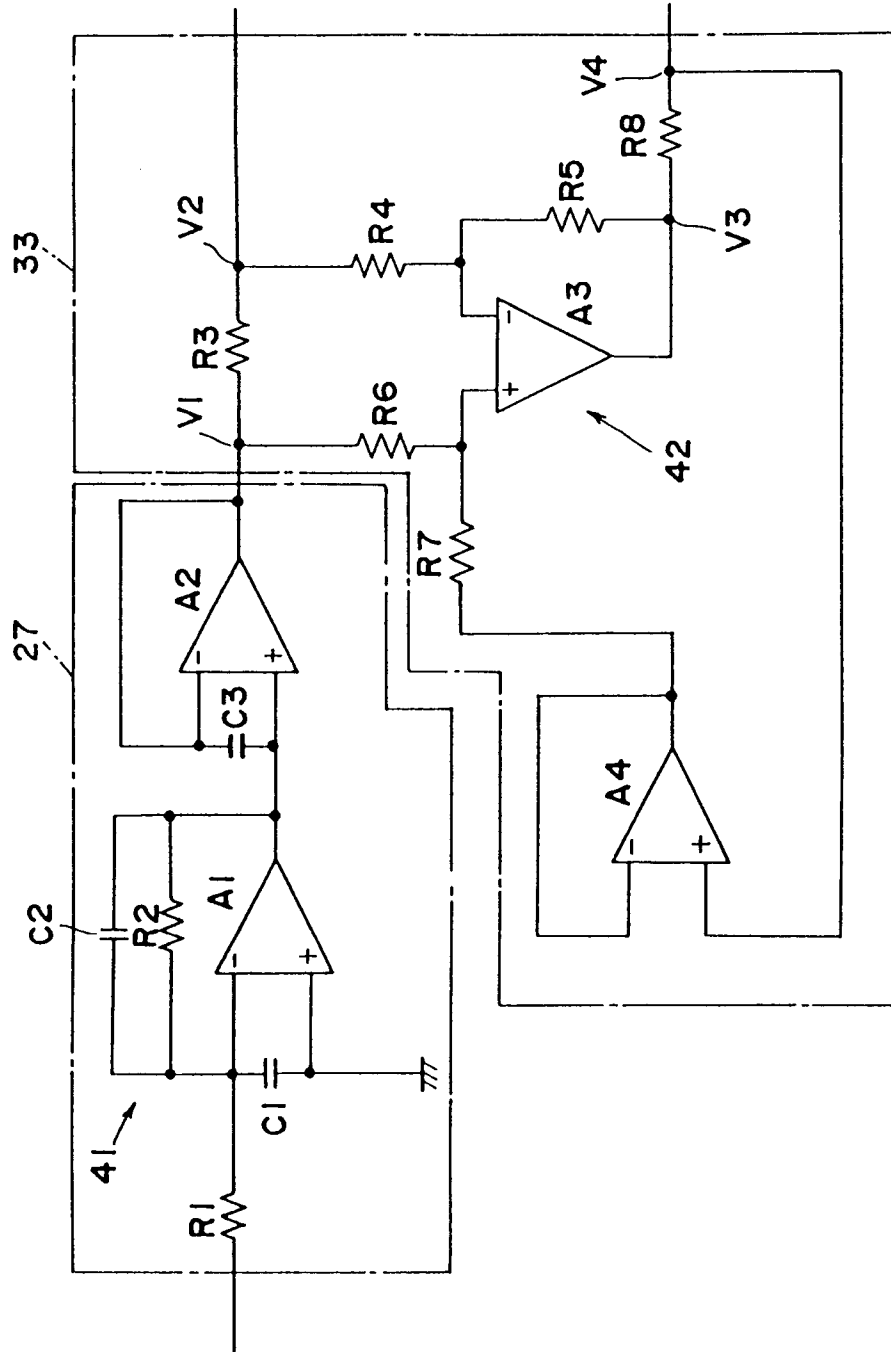 33
V2
V4
R8
R4
R5
V3
R3
A3
V1
R6
42
27
A2
R7
-
+
-
+
C3
A4
-
+
C2
R2
A1
-
+
41
C1
R1